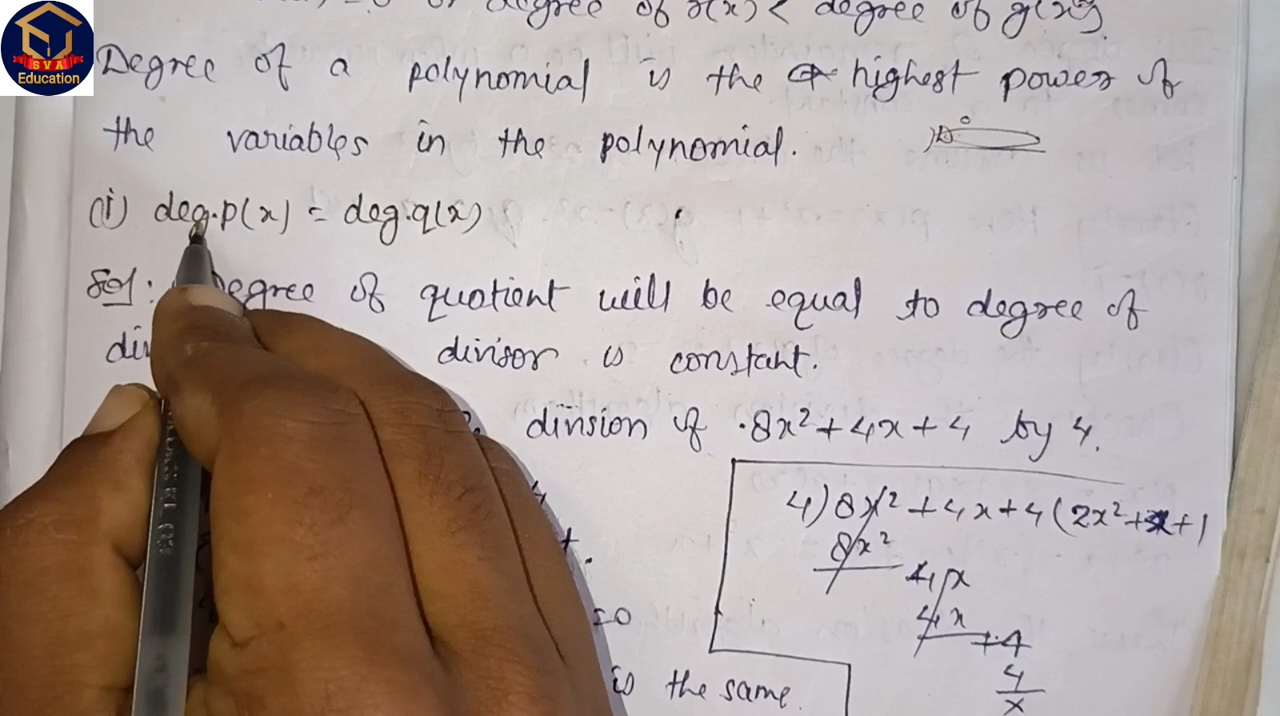 SVA
Education
degree of r(x) < degree of g(x).
Degree of a polynomial is the highest power of
the variables in the polynomial.
(i) deg.p(x) = deg.q(x)
Sol: Degree of quotient will be equal to degree of
divisor is constant.
division of 8x²+4x+4 by 4.
4)8x²+4x+4(2x²+x+1
8x²
4x
4x
+4
4
x
=0
is the same.